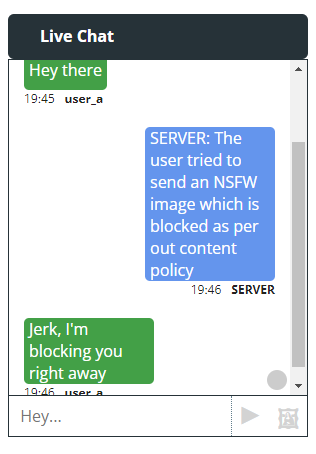 Live Chat
Hey there
19:45 user_a
SERVER: The
user tried to
send an NSFW
image which is
blocked as per
out content
policy
19:46 SERVER
Jerk, I'm
blocking you
right away
19:46 user_a
Hey...